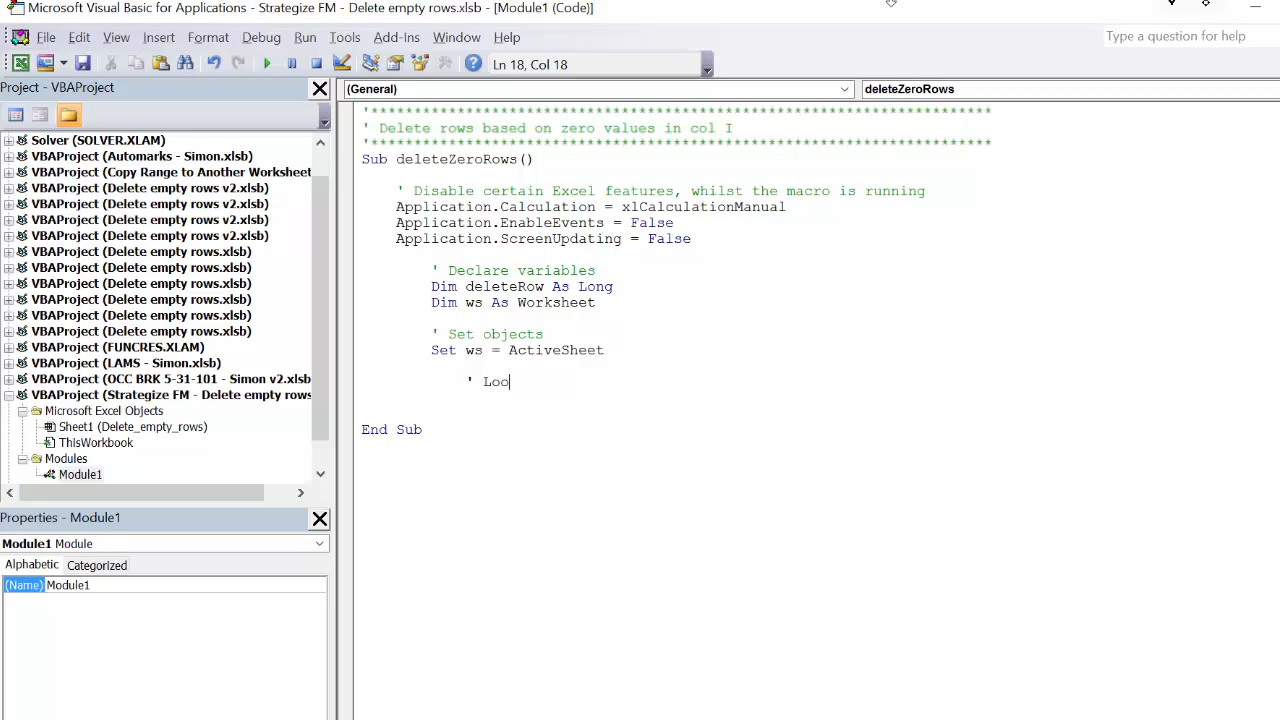 Microsoft Visual Basic for Applications - Strategize FM - Delete empty rows.xlsb - [Module1 (Code)]
File Edit View Insert Format Debug Run Tools Add-Ins Window Help
Type a question for help
Ln 18, Col 18
Project - VBAProject
(General)
deleteZeroRows
Solver (SOLVER.XLAM)
VBAProject (Automarks - Simon.xlsb)
VBAProject (Copy Range to Another Worksheet
VBAProject (Delete empty rows v2.xlsb)
VBAProject (Delete empty rows v2.xlsb)
VBAProject (Delete empty rows v2.xlsb)
VBAProject (Delete empty rows v2.xlsb)
VBAProject (Delete empty rows.xlsb)
VBAProject (Delete empty rows.xlsb)
VBAProject (Delete empty rows.xlsb)
VBAProject (Delete empty rows.xlsb)
VBAProject (Delete empty rows.xlsb)
VBAProject (Delete empty rows.xlsb)
VBAProject (FUNCRES.XLAM)
VBAProject (LAMS - Simon.xlsb)
VBAProject (OCC BRK 5-31-101 - Simon v2.xlsb
VBAProject (Strategize FM - Delete empty rows
Microsoft Excel Objects
Sheet1 (Delete_empty_rows)
ThisWorkbook
Modules
Module1
Properties - Module1
Module1 Module
Alphabetic Categorized
(Name) Module1
'************************************************************************
' Delete rows based on zero values in col I
'************************************************************************
Sub deleteZeroRows()
' Disable certain Excel features, whilst the macro is running
Application.Calculation = xlCalculationManual
Application.EnableEvents = False
Application.ScreenUpdating = False
' Declare variables
Dim deleteRow As Long
Dim ws As Worksheet
' Set objects
Set ws = ActiveSheet
' Loo
End Sub